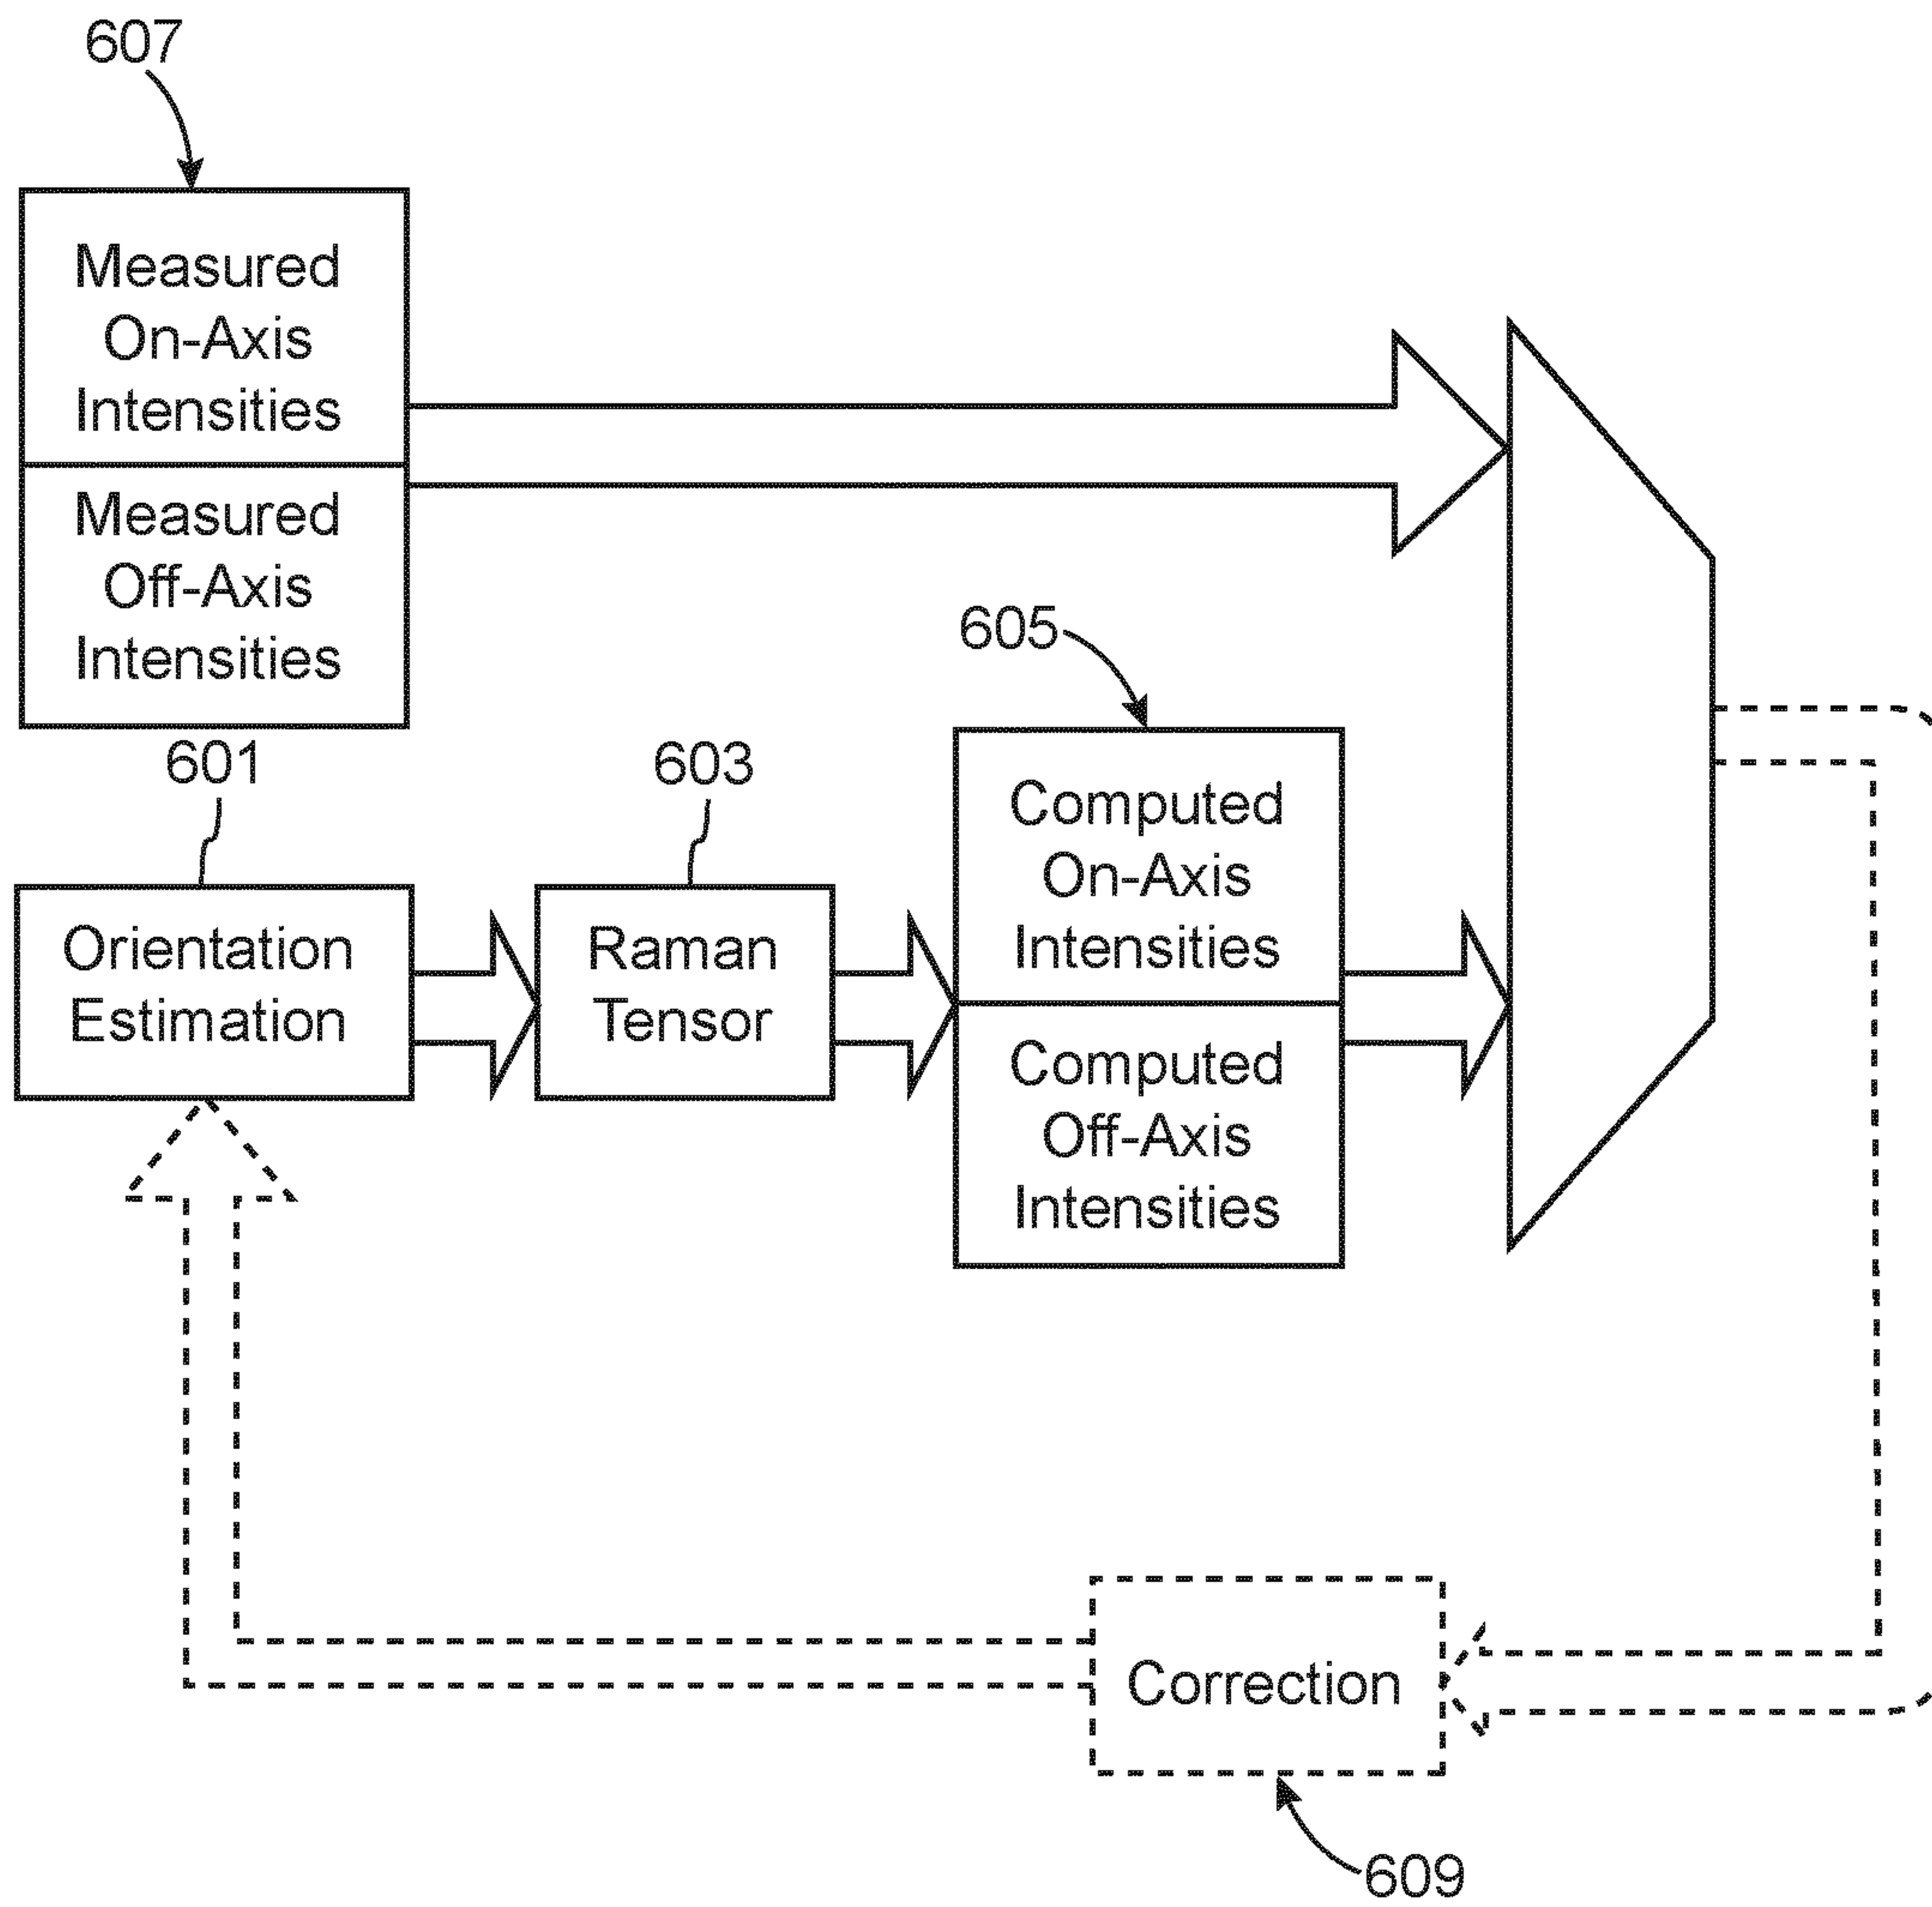 607
Measured
On-Axis
Intensities
Measured
Off-Axis
Intensities
601
Orientation
Estimation
603
Raman
Tensor
605
Computed
On-Axis
Intensities
Computed
Off-Axis
Intensities
Correction
609